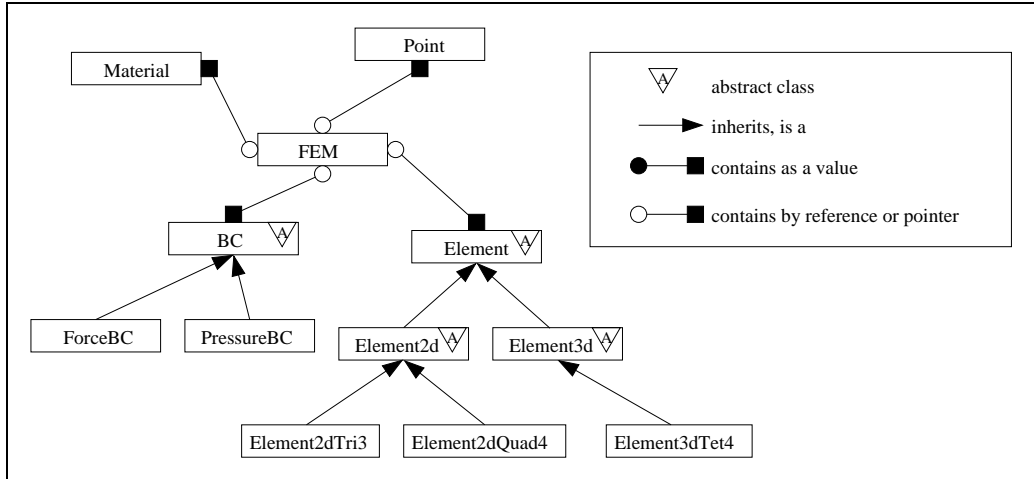 Point
Material
A
abstract class
inherits, is a
FEM
contains as a value
contains by reference or pointer
BC
A
Element
A
ForceBC
PressureBC
Element2d
A
Element3d
A
Element2dTri3
Element2dQuad4
Element3dTet4